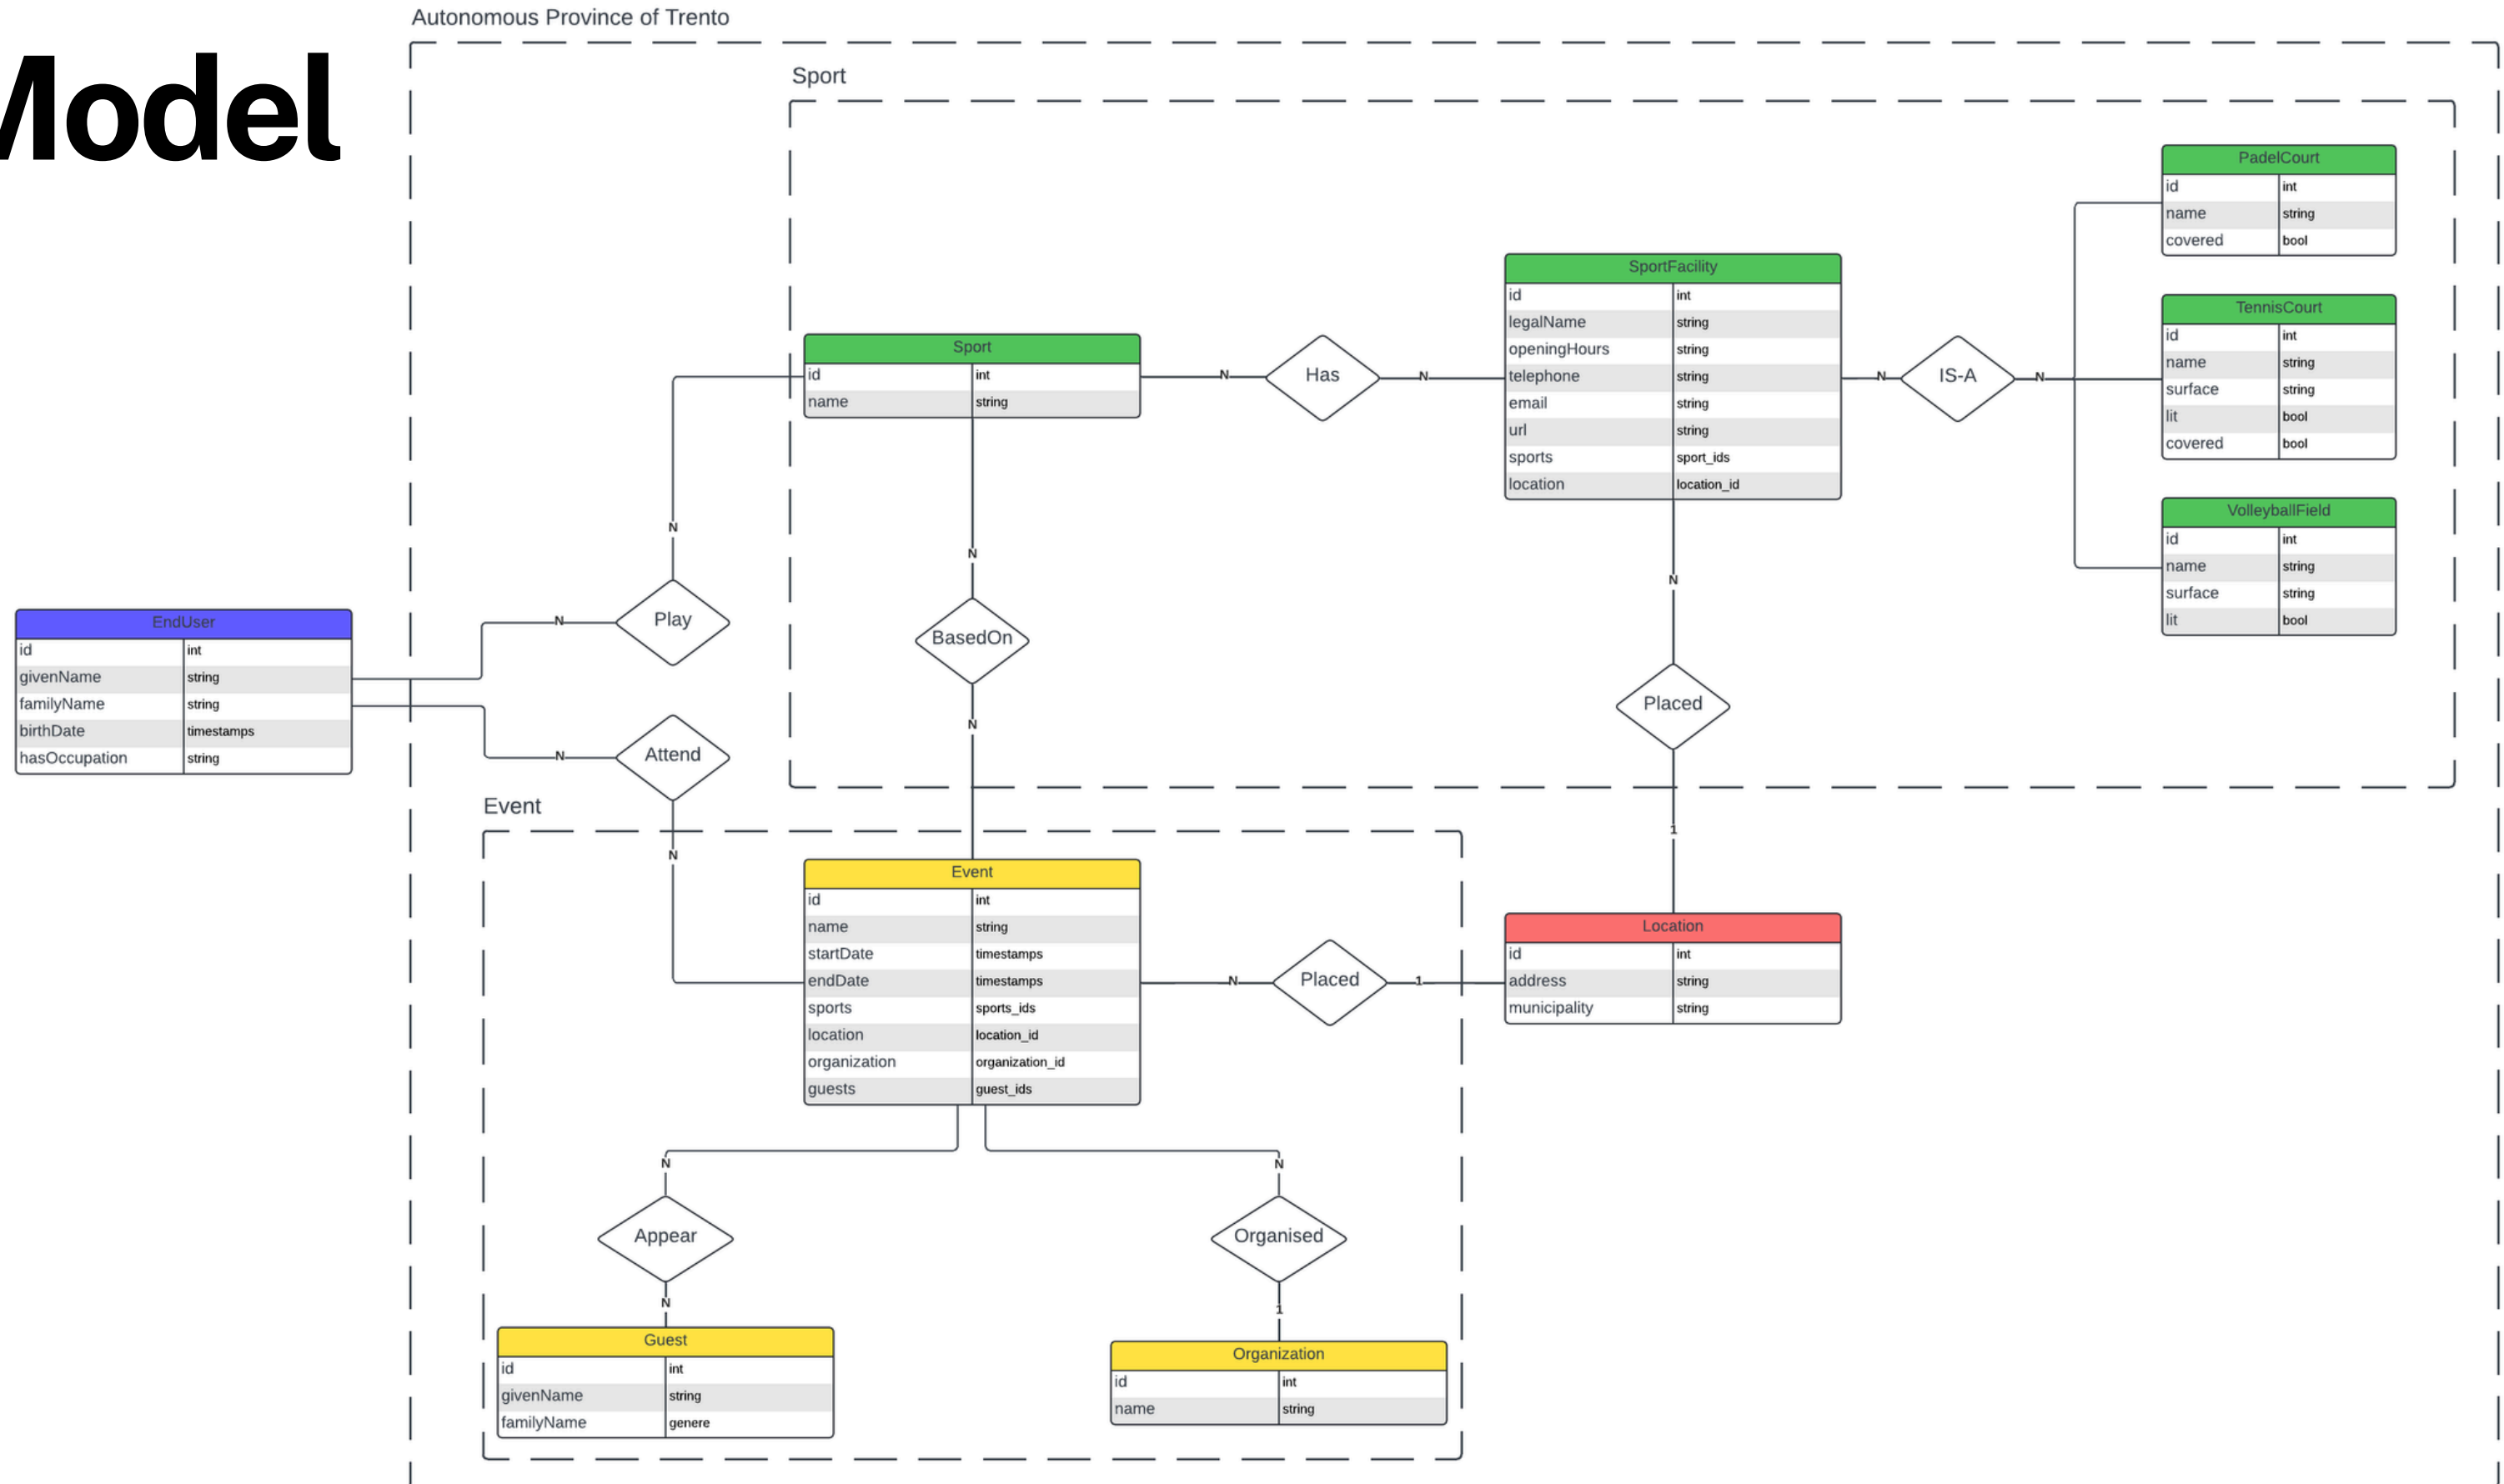 Model
Autonomous Province of Trento
Sport
PadelCourt
id int
name string
covered bool
SportFacility
id int
legalName string
openingHours string
telephone string
email string
url string
sports sport_ids
location location_id
TennisCourt
id int
name string
surface string
lit bool
covered bool
Sport
id int
name string
N
Has
N
N
IS-A
N
VolleyballField
id int
name string
surface string
lit bool
N
N
N
EndUser
id int
givenName string
familyName string
birthDate timestamps
hasOccupation string
N
Play
BasedOn
Placed
N
Attend
N
Event
N
1
Event
id int
name string
startDate timestamps
endDate timestamps
sports sports_ids
location location_id
organization organization_id
guests guest_ids
N
Placed
1
Location
id int
address string
municipality string
N
N
Appear
Organised
N
1
Guest
id int
givenName string
familyName genere
Organization
id int
name string